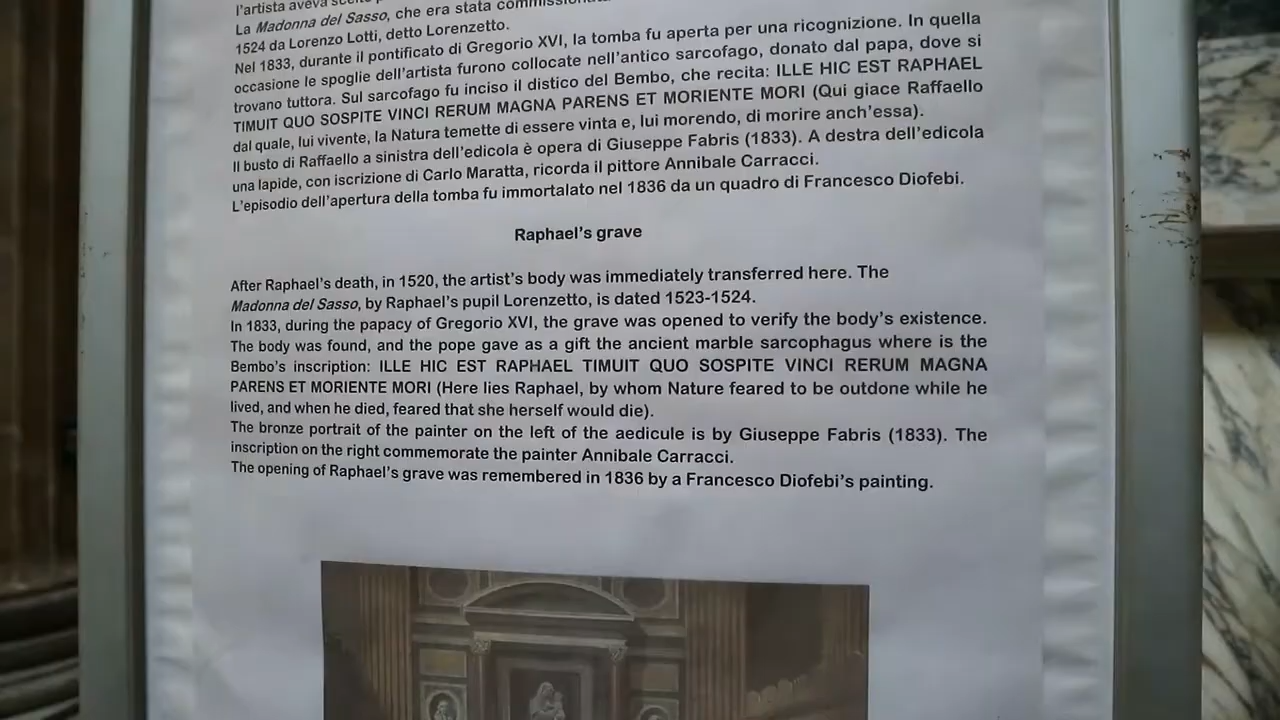 l'artista aveva scelto
La Madonna del Sasso, che era stata commissionata
1524 da Lorenzo Lotti, detto Lorenzetto.
Nel 1833, durante il pontificato di Gregorio XVI, la tomba fu aperta per una ricognizione. In quella
occasione le spoglie dell'artista furono collocate nell'antico sarcofago, donato dal papa, dove si
trovano tuttora. Sul sarcofago fu inciso il distico del Bembo, che recita: ILLE HIC EST RAPHAEL
TIMUIT QUO SOSPITE VINCI RERUM MAGNA PARENS ET MORIENTE MORI (Qui giace Raffaello
dal quale, lui vivente, la Natura temette di essere vinta e, lui morendo, di morire anch'essa).
Il busto di Raffaello a sinistra dell'edicola è opera di Giuseppe Fabris (1833). A destra dell'edicola
una lapide, con iscrizione di Carlo Maratta, ricorda il pittore Annibale Carracci.
L'episodio dell'apertura della tomba fu immortalato nel 1836 da un quadro di Francesco Diofebi.
Raphael's grave
After Raphael's death, in 1520, the artist's body was immediately transferred here. The
Madonna del Sasso, by Raphael's pupil Lorenzetto, is dated 1523-1524.
In 1833, during the papacy of Gregorio XVI, the grave was opened to verify the body's existence.
The body was found, and the pope gave as a gift the ancient marble sarcophagus where is the
Bembo's inscription: ILLE HIC EST RAPHAEL TIMUIT QUO SOSPITE VINCI RERUM MAGNA
PARENS ET MORIENTE MORI (Here lies Raphael, by whom Nature feared to be outdone while he
lived, and when he died, feared that she herself would die).
The bronze portrait of the painter on the left of the aedicule is by Giuseppe Fabris (1833). The
inscription on the right commemorate the painter Annibale Carracci.
The opening of Raphael's grave was remembered in 1836 by a Francesco Diofebi's painting.